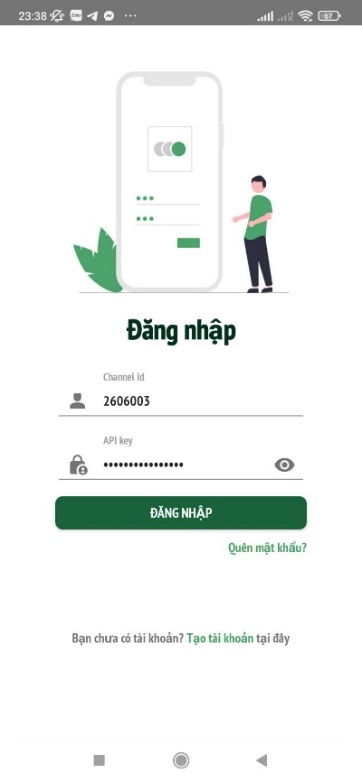 23:38
67
Đăng nhập
Channel Id
2606003
API key
••••••••••••••••
ĐĂNG NHẬP
Quên mật khẩu?
Bạn chưa có tài khoản? Tạo tài khoản tại đây